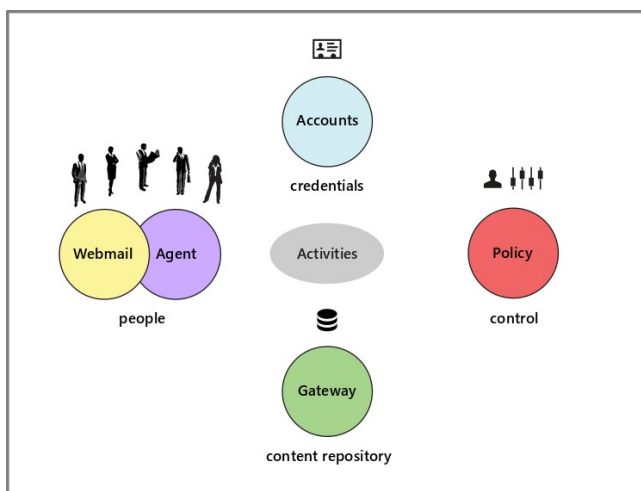 Accounts
credentials
Webmail
Agent
people
Activities
Policy
control
Gateway
content repository